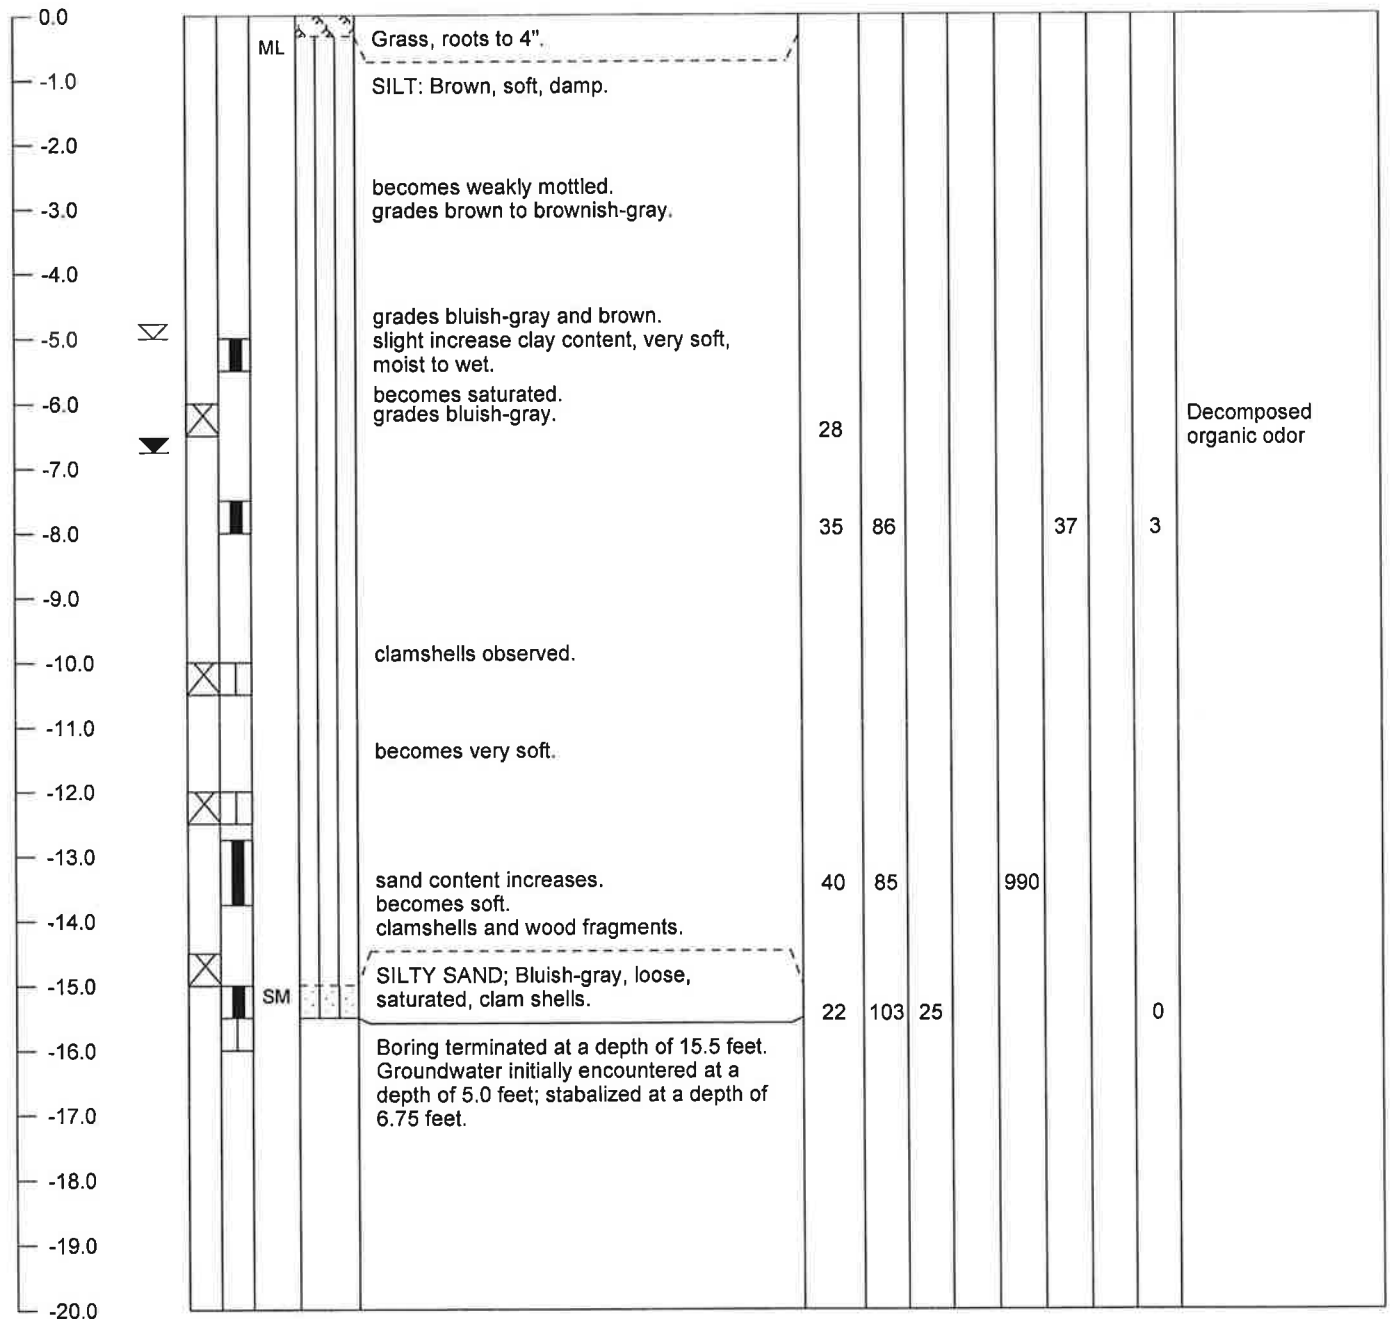 0.0
ML
Grass, roots to 4".
-1.0
SILT: Brown, soft, damp.
-2.0
becomes weakly mottled.
-3.0
grades brown to brownish-gray.
-4.0
grades bluish-gray and brown.
-5.0
slight increase clay content, very soft,
moist to wet.
becomes saturated.
-6.0
grades bluish-gray.
28
Decomposed
organic odor
-7.0
35 86 37 3
-8.0
-9.0
clamshells observed.
-10.0
-11.0
becomes very soft.
-12.0
-13.0
sand content increases.
40 85 990
becomes soft.
-14.0
clamshells and wood fragments.
SILTY SAND; Bluish-gray, loose,
-15.0
SM
saturated, clam shells.
22 103 25 0
-16.0
Boring terminated at a depth of 15.5 feet.
Groundwater initially encountered at a
depth of 5.0 feet; stabalized at a depth of
-17.0
6.75 feet.
-18.0
-19.0
-20.0